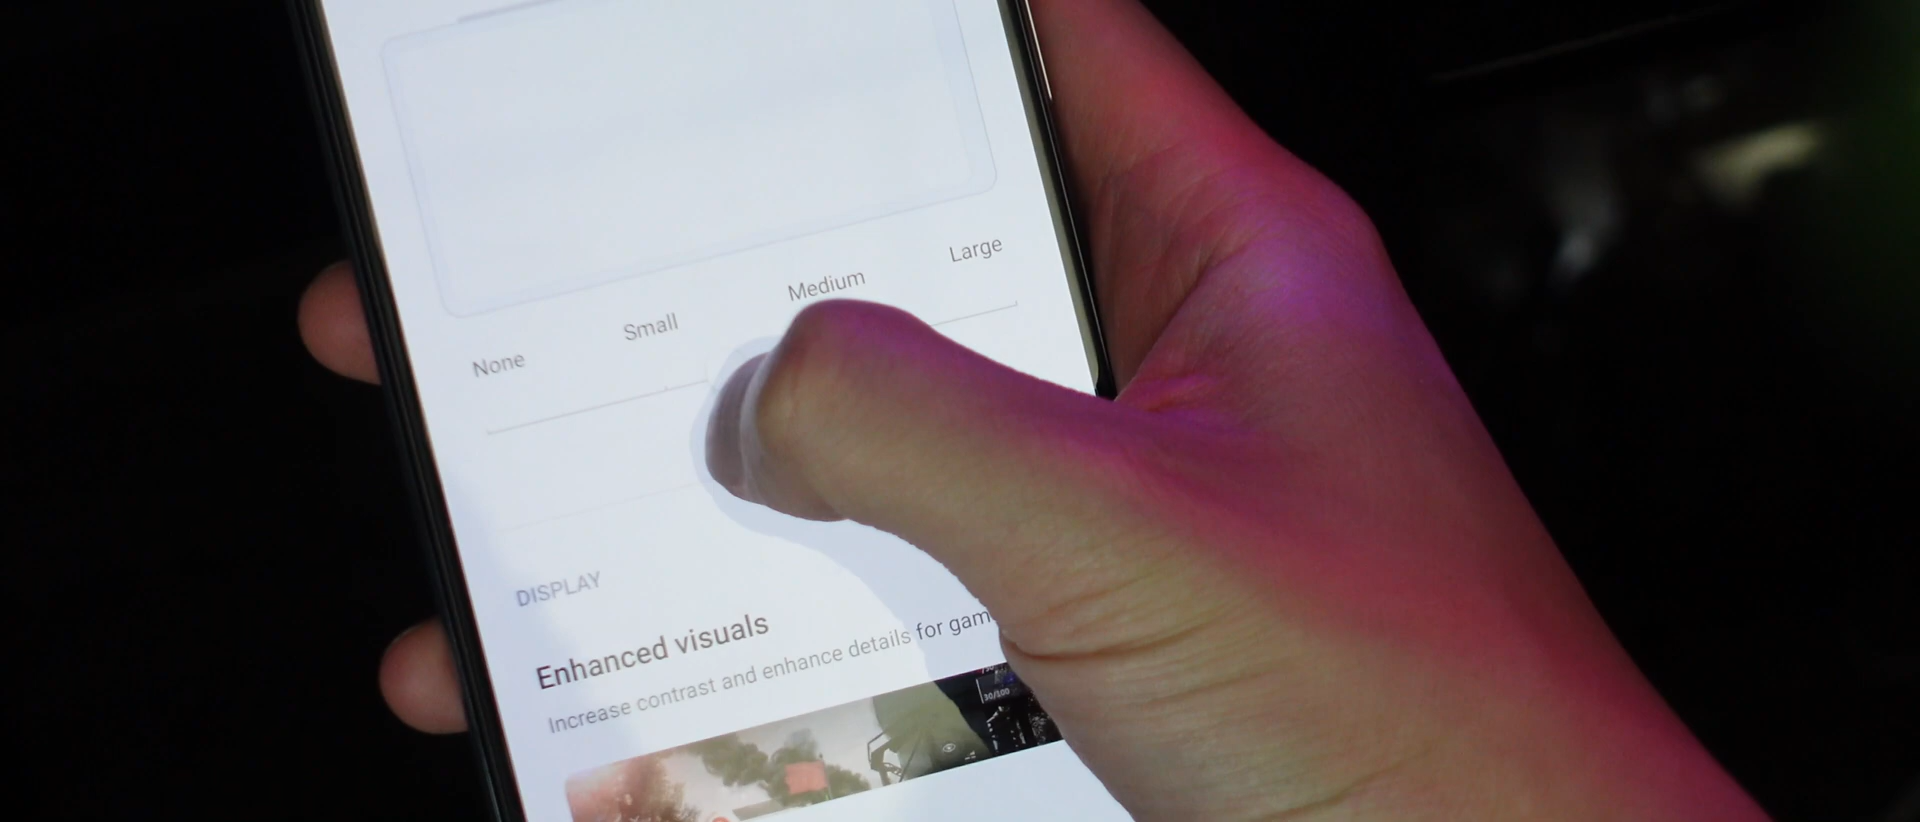 None Small Medium Large
DISPLAY
Enhanced visuals
Increase contrast and enhance details for gam
30/100